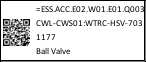 =ESS.ACC.E02.W01.E01.Q003
CWL-CWS01:WTRC-HSV-703
1177
Ball Valve